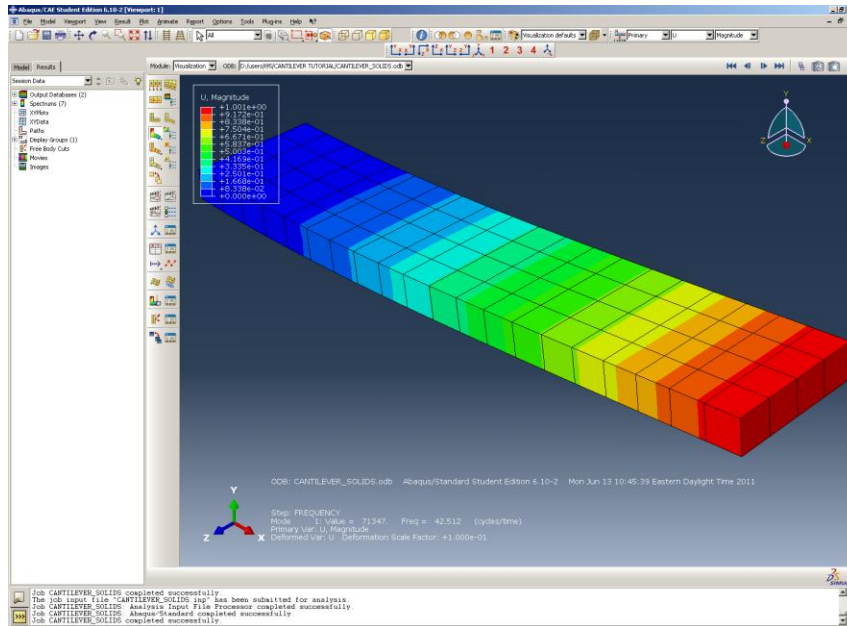 Abaqus/CAE Student Edition 6.10-2 [Viewport: 1]
File Model Viewport View Result Plot Animate Report Options Tools Plug-ins Help
All
Visualization defaults
Primary U Magnitude
1 2 3 4
Model Results
Module: Visualization ODB: D:/users/695/CANTILEVER TUTORIAL/CANTILEVER_SOLIDS.odb
Session Data
Output Databases (2)
Spectrums (7)
XYPlots
XYData
Paths
Display Groups (1)
Free Body Cuts
Movies
Images
U, Magnitude
+1.001e+00
+9.172e-01
+8.338e-01
+7.504e-01
+6.671e-01
+5.837e-01
+5.003e-01
+4.169e-01
+3.335e-01
+2.501e-01
+1.668e-01
+8.338e-02
+0.000e+00
Y
Z X
ODB: CANTILEVER_SOLIDS.odb Abaqus/Standard Student Edition 6.10-2 Mon Jun 13 10:45:39 Eastern Daylight Time 2011
Y
Z X
Step: FREQUENCY
Mode 1: Value = 71347. Freq = 42.512 (cycles/time)
Primary Var: U, Magnitude
Deformed Var: U Deformation Scale Factor: +1.000e-01
Job CANTILEVER_SOLIDS completed successfully.
The job input file "CANTILEVER_SOLIDS.inp" has been submitted for analysis.
Job CANTILEVER_SOLIDS: Analysis Input File Processor completed successfully.
Job CANTILEVER_SOLIDS: Abaqus/Standard completed successfully.
Job CANTILEVER_SOLIDS completed successfully.